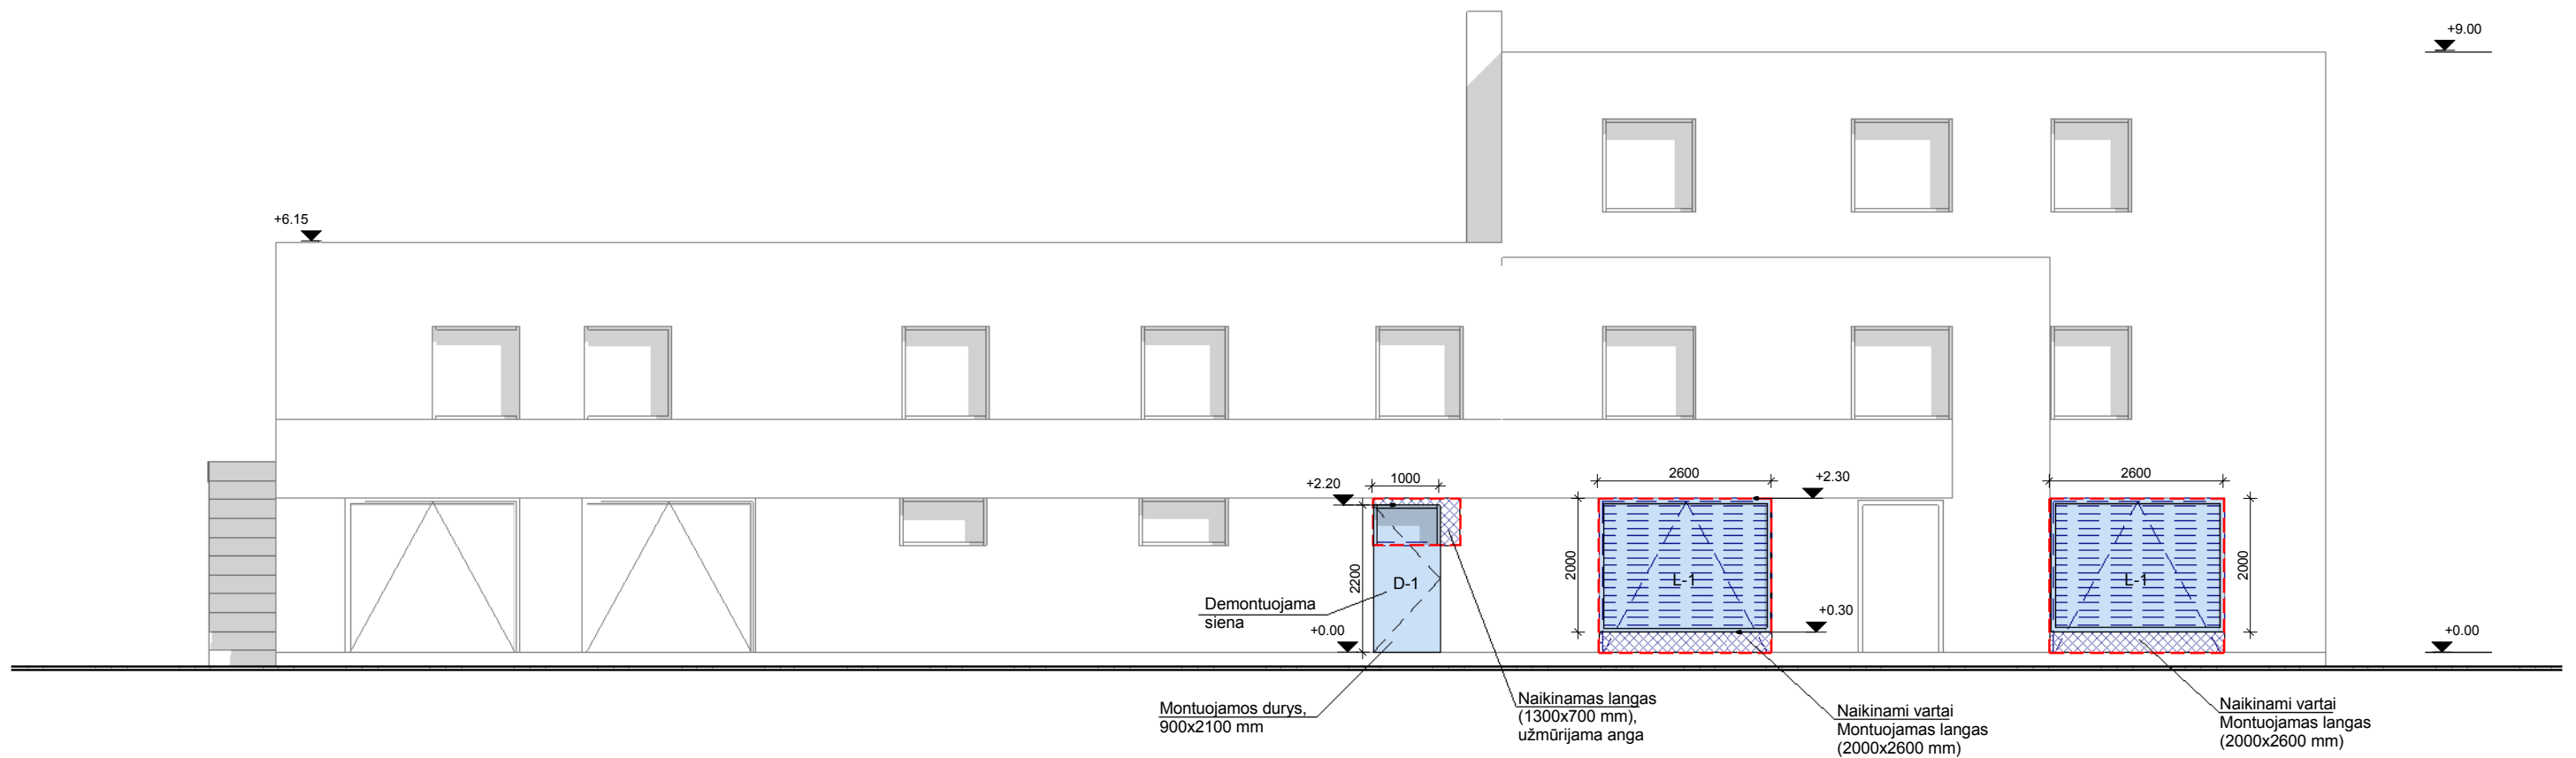 +9.00
+6.15
1000
+2.20
2600
+2.30
2600
2200
2000
2000
D-1
L-1
L-1
Demontuojama
siena
+0.00
+0.30
+0.00
Montuojamos durys,
900x2100 mm
Naikinamas langas
(1300x700 mm),
užmūrijama anga
Naikinami vartai
Montuojamas langas
(2000x2600 mm)
Naikinami vartai
Montuojamas langas
(2000x2600 mm)